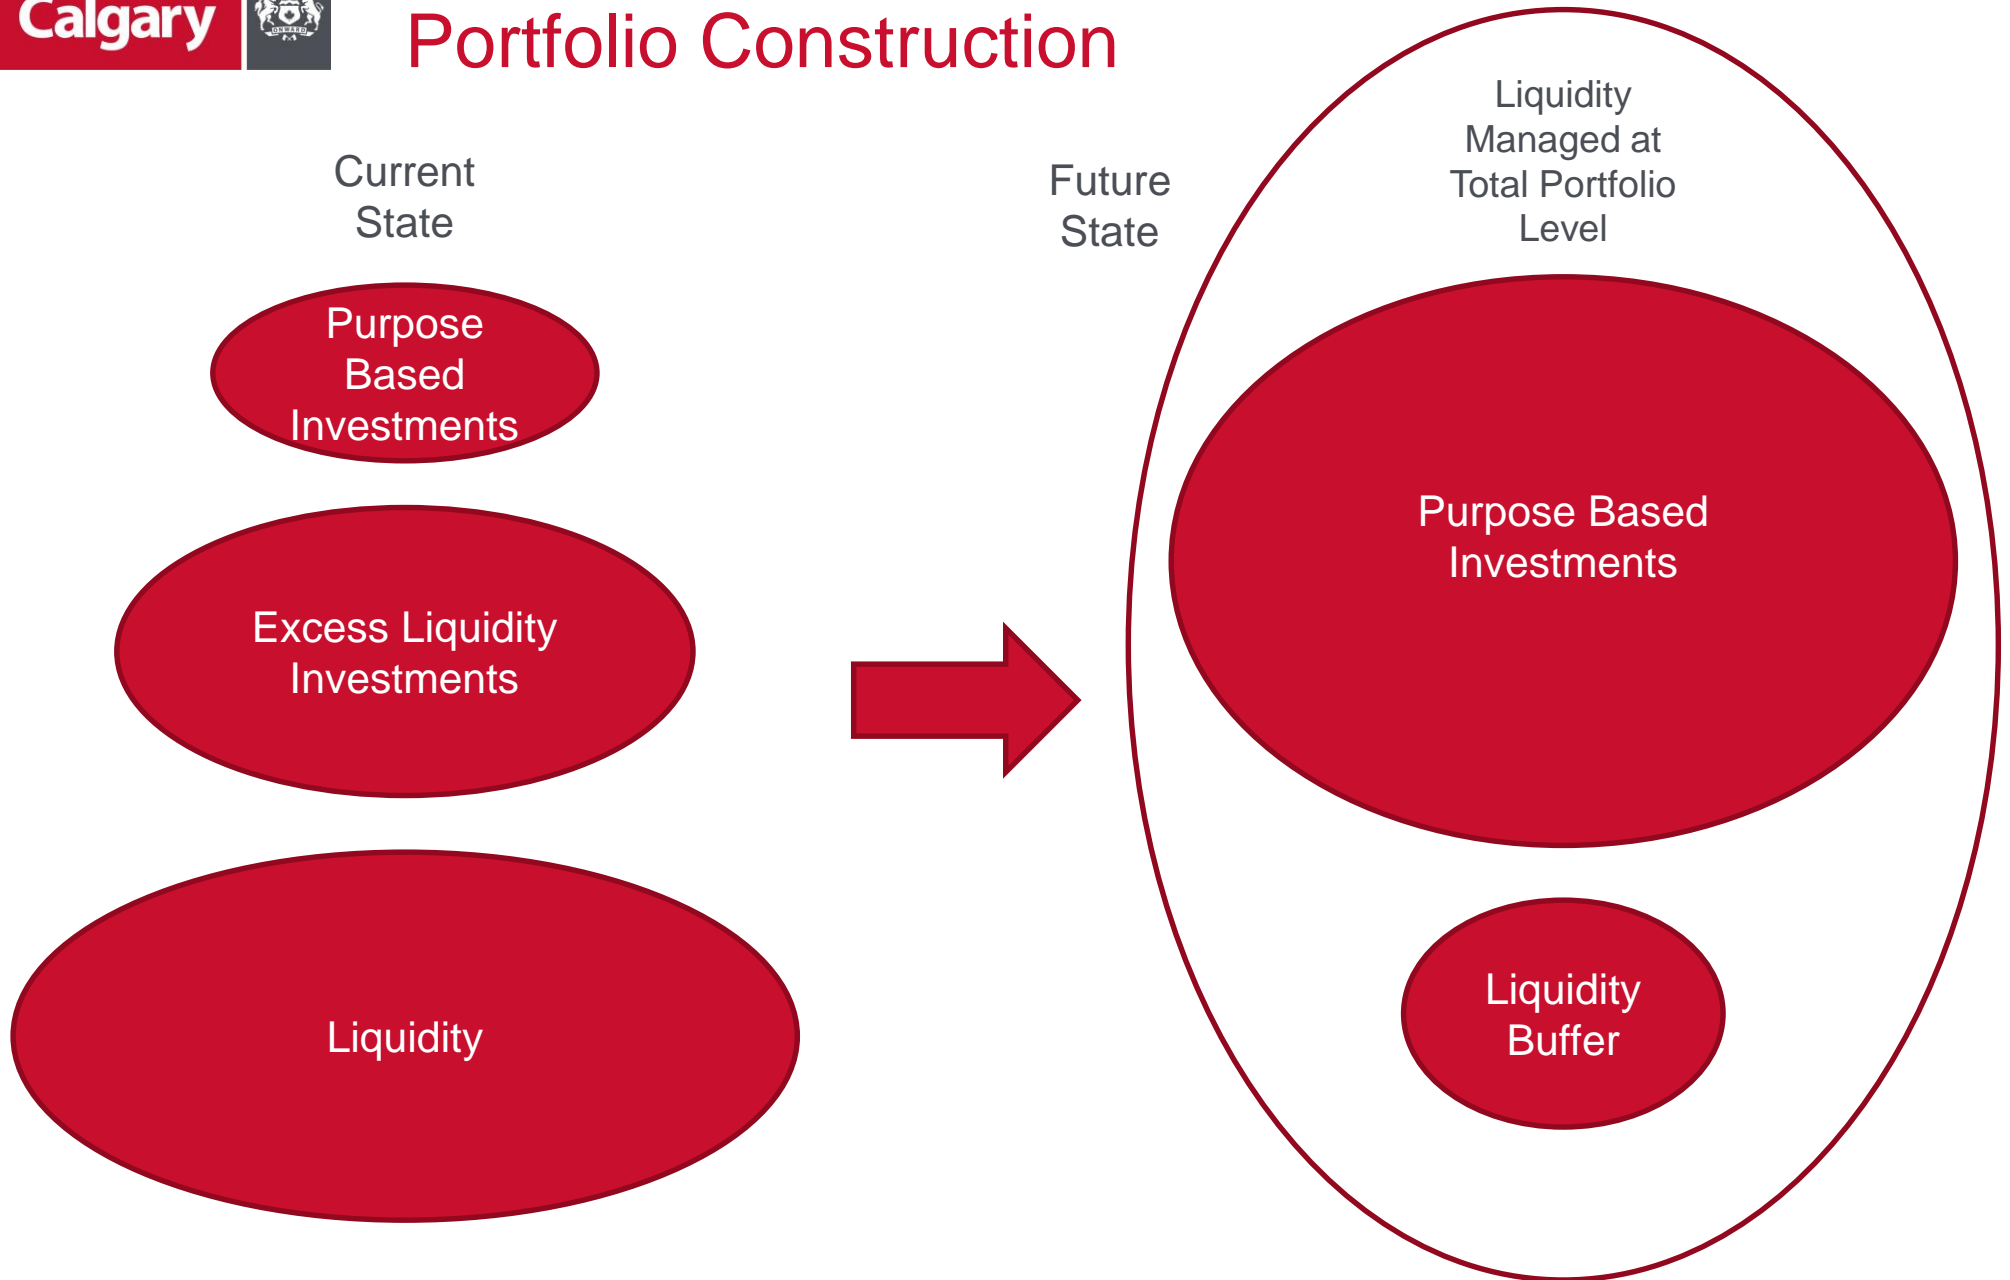 Calgary
ONWARD
Portfolio Construction
Current
State
Purpose
Based
Investments
Excess Liquidity
Investments
Liquidity
Future
State
Liquidity
Managed at
Total Portfolio
Level
Purpose Based
Investments
Liquidity
Buffer